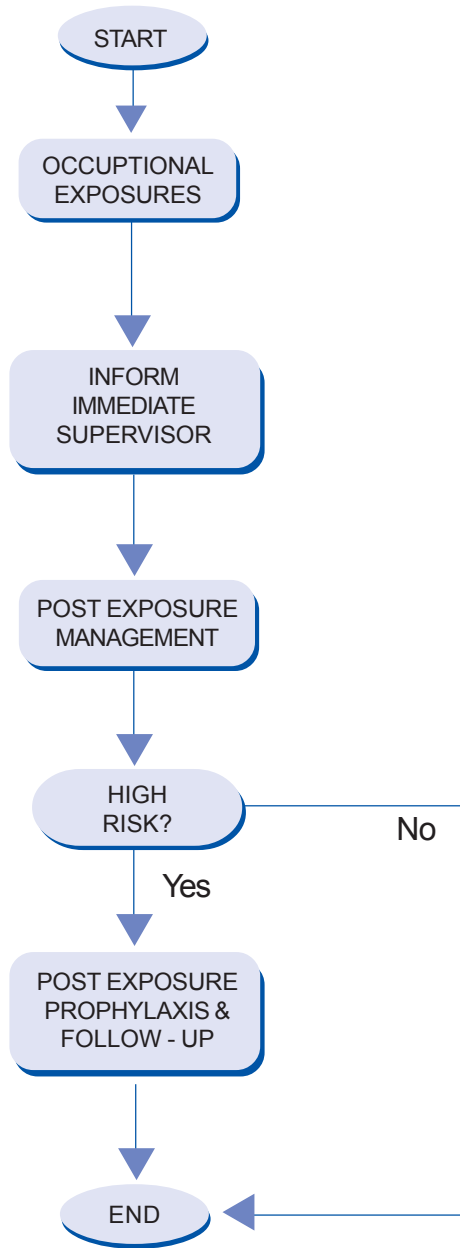 START
OCCUPTIONAL
EXPOSURES
INFORM
IMMEDIATE
SUPERVISOR
POST EXPOSURE
MANAGEMENT
HIGH
RISK?
No
Yes
POST EXPOSURE
PROPHYLAXIS &
FOLLOW - UP
END